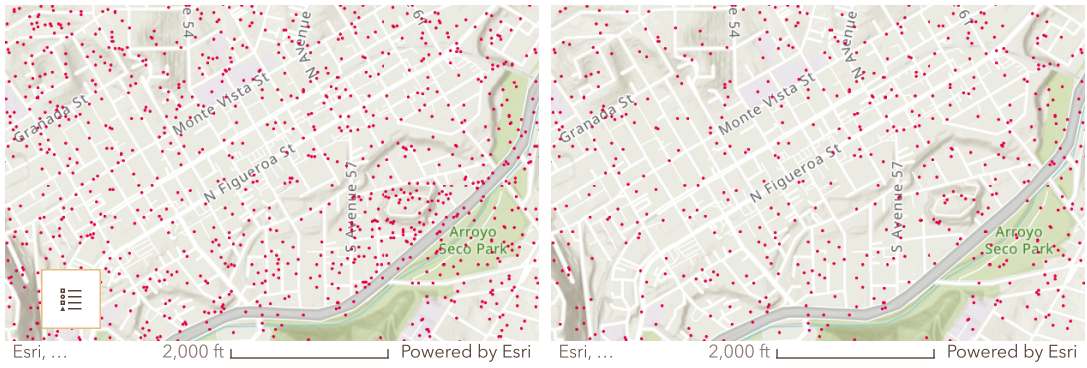 e 54
N Avenue
61
Granada St
Monte Vista St
N Figueroa St
S Avenue 57
Arroyo
Seco Park
Esri, …
2,000 ft
Powered by Esri
e 54
N Avenue
Granada St
Monte Vista St
N Figueroa St
S Avenue 57
Arroyo
Seco Park
Esri, …
2,000 ft
Powered by Esri